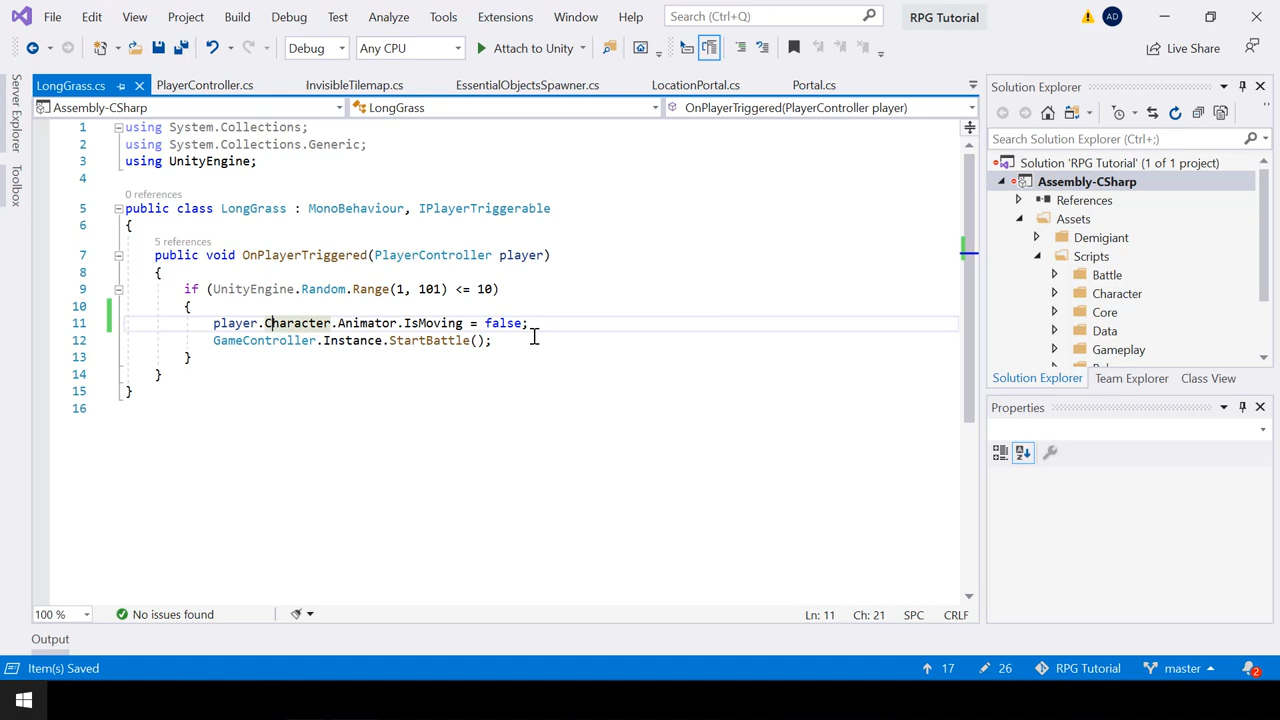 File Edit View Project Build Debug Test Analyze Tools Extensions Window Help Search (Ctrl+Q) RPG Tutorial AD
Debug Any CPU Attach to Unity Live Share
Server Explorer
Toolbox
LongGrass.cs PlayerController.cs InvisibleTilemap.cs EssentialObjectsSpawner.cs LocationPortal.cs Portal.cs
Assembly-CSharp LongGrass OnPlayerTriggered(PlayerController player)
1 using System.Collections;
2 using System.Collections.Generic;
3 using UnityEngine;
4
0 references
5 public class LongGrass : MonoBehaviour, IPlayerTriggerable
6 {
5 references
7 public void OnPlayerTriggered(PlayerController player)
8 {
9 if (UnityEngine.Random.Range(1, 101) <= 10)
10 {
11 player.Character.Animator.IsMoving = false;
12 GameController.Instance.StartBattle();
13 }
14 }
15 }
16
100 % No issues found Ln: 11 Ch: 21 SPC CRLF
Output
Solution Explorer
Search Solution Explorer (Ctrl+;)
Solution 'RPG Tutorial' (1 of 1 project)
Assembly-CSharp
References
Assets
Demigiant
Scripts
Battle
Character
Core
Data
Gameplay
Solution Explorer Team Explorer Class View
Properties
Item(s) Saved 17 26 RPG Tutorial master 2